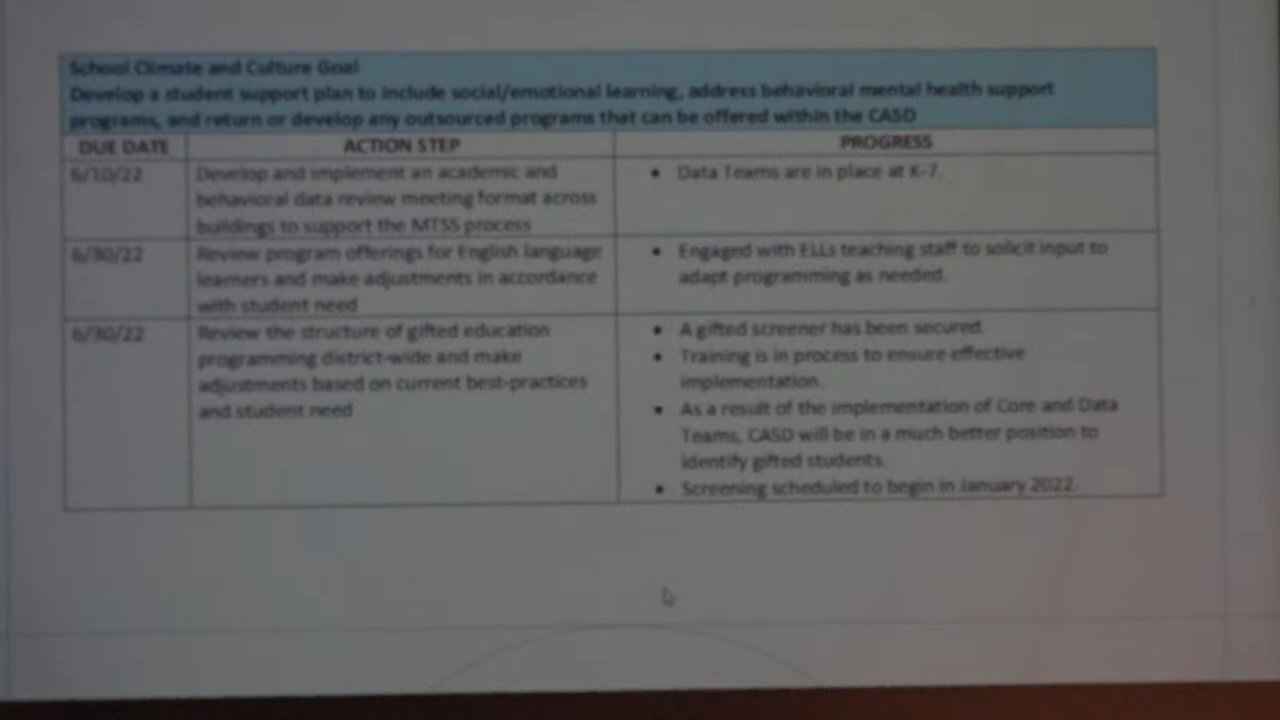 School Climate and Culture Goal
Develop a student support plan to include social/emotional learning, address behavioral mental health support
programs, and return or develop any outsourced programs that can be offered within the CASD
DUE DATE ACTION STEP PROGRESS
6/10/22
Develop and implement an academic and
behavioral data review meeting format across
buildings to support the MTSS process
• Data Teams are in place at K-7.
6/30/22
Review program offerings for English language
learners and make adjustments in accordance
with student need
• Engaged with ELLs teaching staff to solicit input to
adapt programming as needed.
6/30/22
Review the structure of gifted education
programming district-wide and make
adjustments based on current best-practices
and student need
• A gifted screener has been secured.
• Training is in process to ensure effective
implementation.
• As a result of the implementation of Core and Data
Teams, CASD will be in a much better position to
identify gifted students.
• Screening scheduled to begin in January 2022.